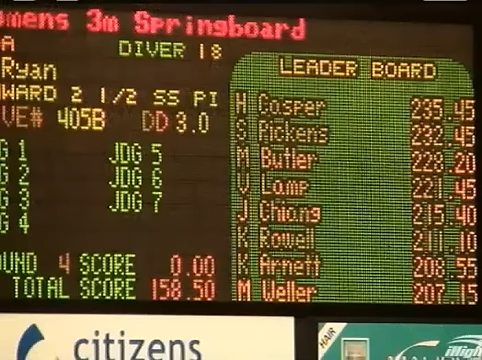 mens 3m Springboard
A DIVER 18
Ryan
WARD 2 1/2 SS PI
VE# 405B DD 3.0
G 1 JDG 5
G 2 JDG 6
G 3 JDG 7
G 4
UND 4 SCORE 0.00
TOTAL SCORE 158.50
LEADER BOARD
H Casper 235.45
S Pickens 232.45
M Butler 228.20
V Lamp 221.45
J Chiang 215.40
K Rowell 211.10
K Arnett 208.55
M Weller 207.15
citizens
HAIR